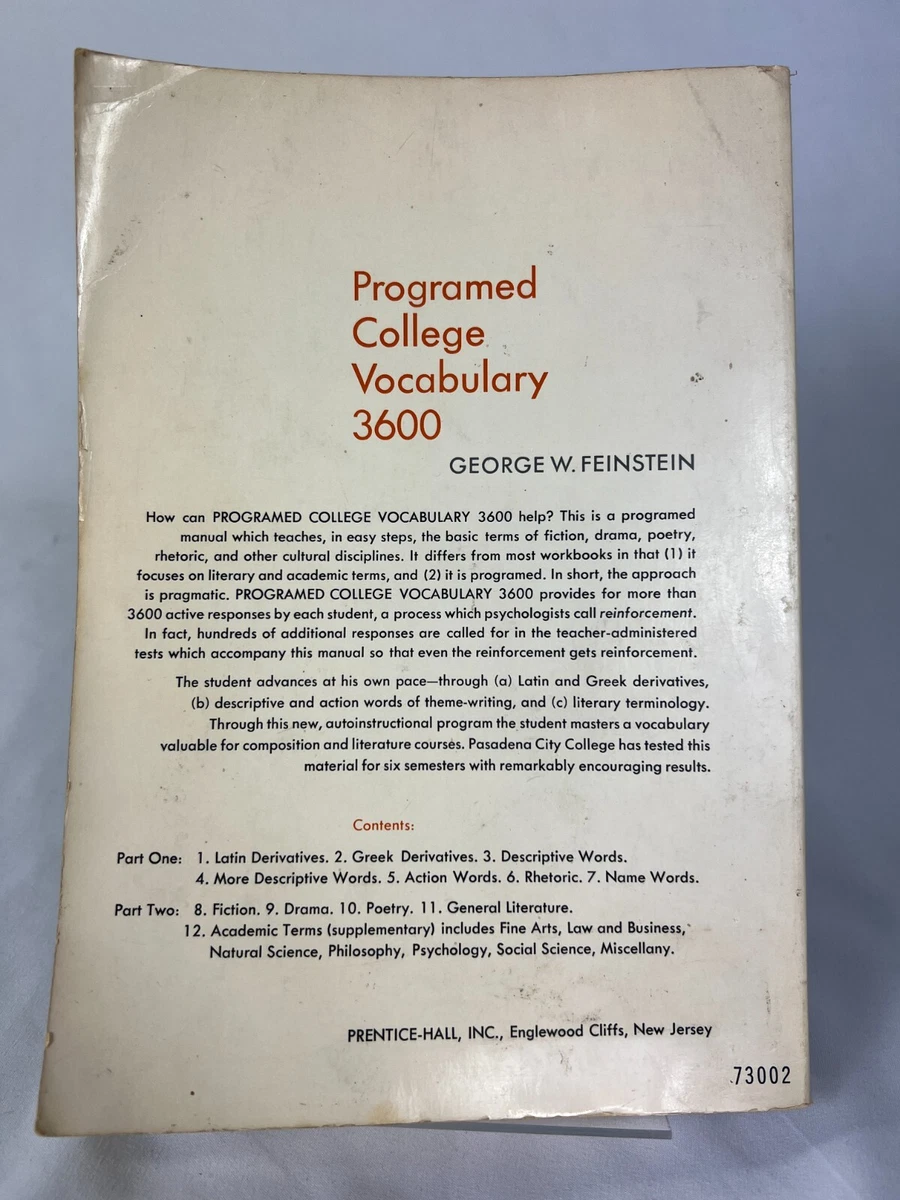 Programed
College
Vocabulary
3600
GEORGE W. FEINSTEIN
How can PROGRAMED COLLEGE VOCABULARY 3600 help? This is a programed
manual which teaches, in easy steps, the basic terms of fiction, drama, poetry,
rhetoric, and other cultural disciplines. It differs from most workbooks in that (1) it
focuses on literary and academic terms, and (2) it is programed. In short, the approach
is pragmatic. PROGRAMED COLLEGE VOCABULARY 3600 provides for more than
3600 active responses by each student, a process which psychologists call reinforcement.
In fact, hundreds of additional responses are called for in the teacher-administered
tests which accompany this manual so that even the reinforcement gets reinforcement.
The student advances at his own pace—through (a) Latin and Greek derivatives,
(b) descriptive and action words of theme-writing, and (c) literary terminology.
Through this new, autoinstructional program the student masters a vocabulary
valuable for composition and literature courses. Pasadena City College has tested this
material for six semesters with remarkably encouraging results.
Contents:
Part One: 1. Latin Derivatives. 2. Greek Derivatives. 3. Descriptive Words.
4. More Descriptive Words. 5. Action Words. 6. Rhetoric. 7. Name Words.
Part Two: 8. Fiction. 9. Drama. 10. Poetry. 11. General Literature.
12. Academic Terms (supplementary) includes Fine Arts, Law and Business,
Natural Science, Philosophy, Psychology, Social Science, Miscellany.
PRENTICE-HALL, INC., Englewood Cliffs, New Jersey
73002